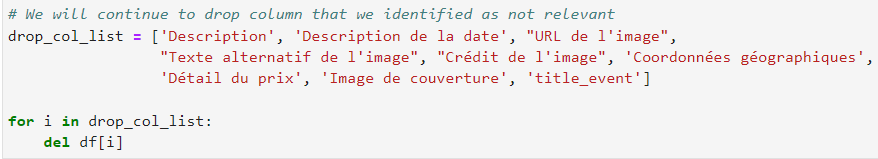 # We will continue to drop column that we identified as not relevant
drop_col_list = ['Description', 'Description de la date', "URL de l'image",
                 "Texte alternatif de l'image", "Crédit de l'image", 'Coordonnées géographiques',
                 'Détail du prix', 'Image de couverture', 'title_event']

for i in drop_col_list:
    del df[i]